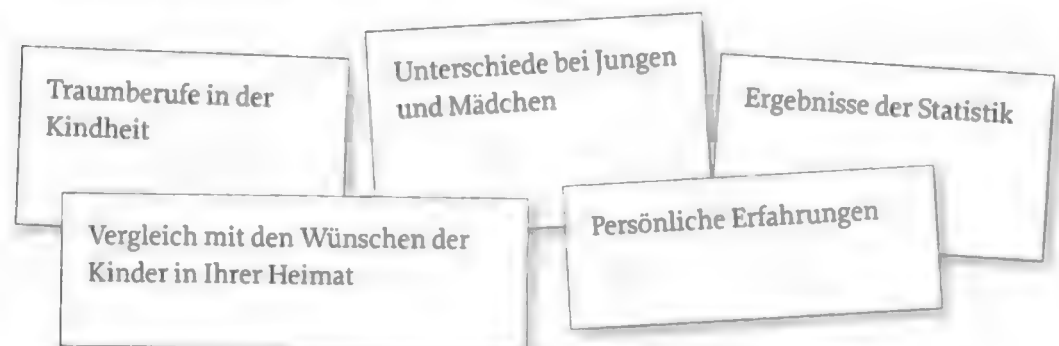 Traumberufe in der
Kindheit
Unterschiede bei Jungen
und Mädchen
Ergebnisse der Statistik
Vergleich mit den Wünschen der
Kinder in Ihrer Heimat
Persönliche Erfahrungen